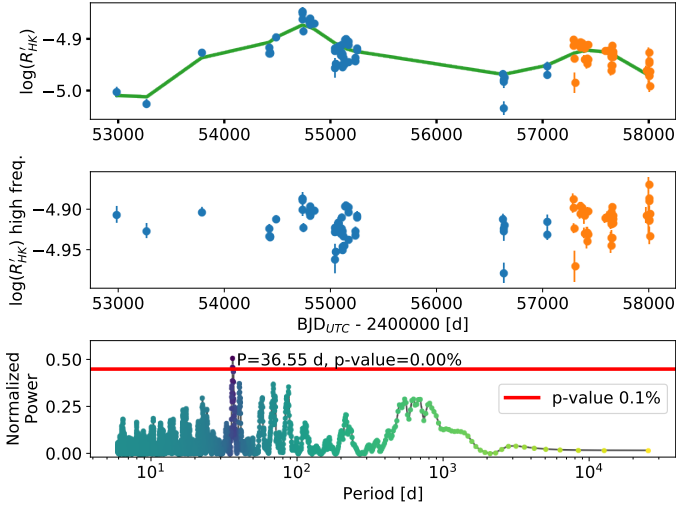 log(R'HK)
−4.9
−5.0
53000 54000 55000 56000 57000 58000
log(R'HK) high freq.
−4.90
−4.95
53000 54000 55000 56000 57000 58000
BJDUTC - 2400000 [d]
Normalized
Power
0.50
0.25
0.00
P=36.55 d, p-value=0.00%
p-value 0.1%
10¹ 10² 10³ 10⁴
Period [d]